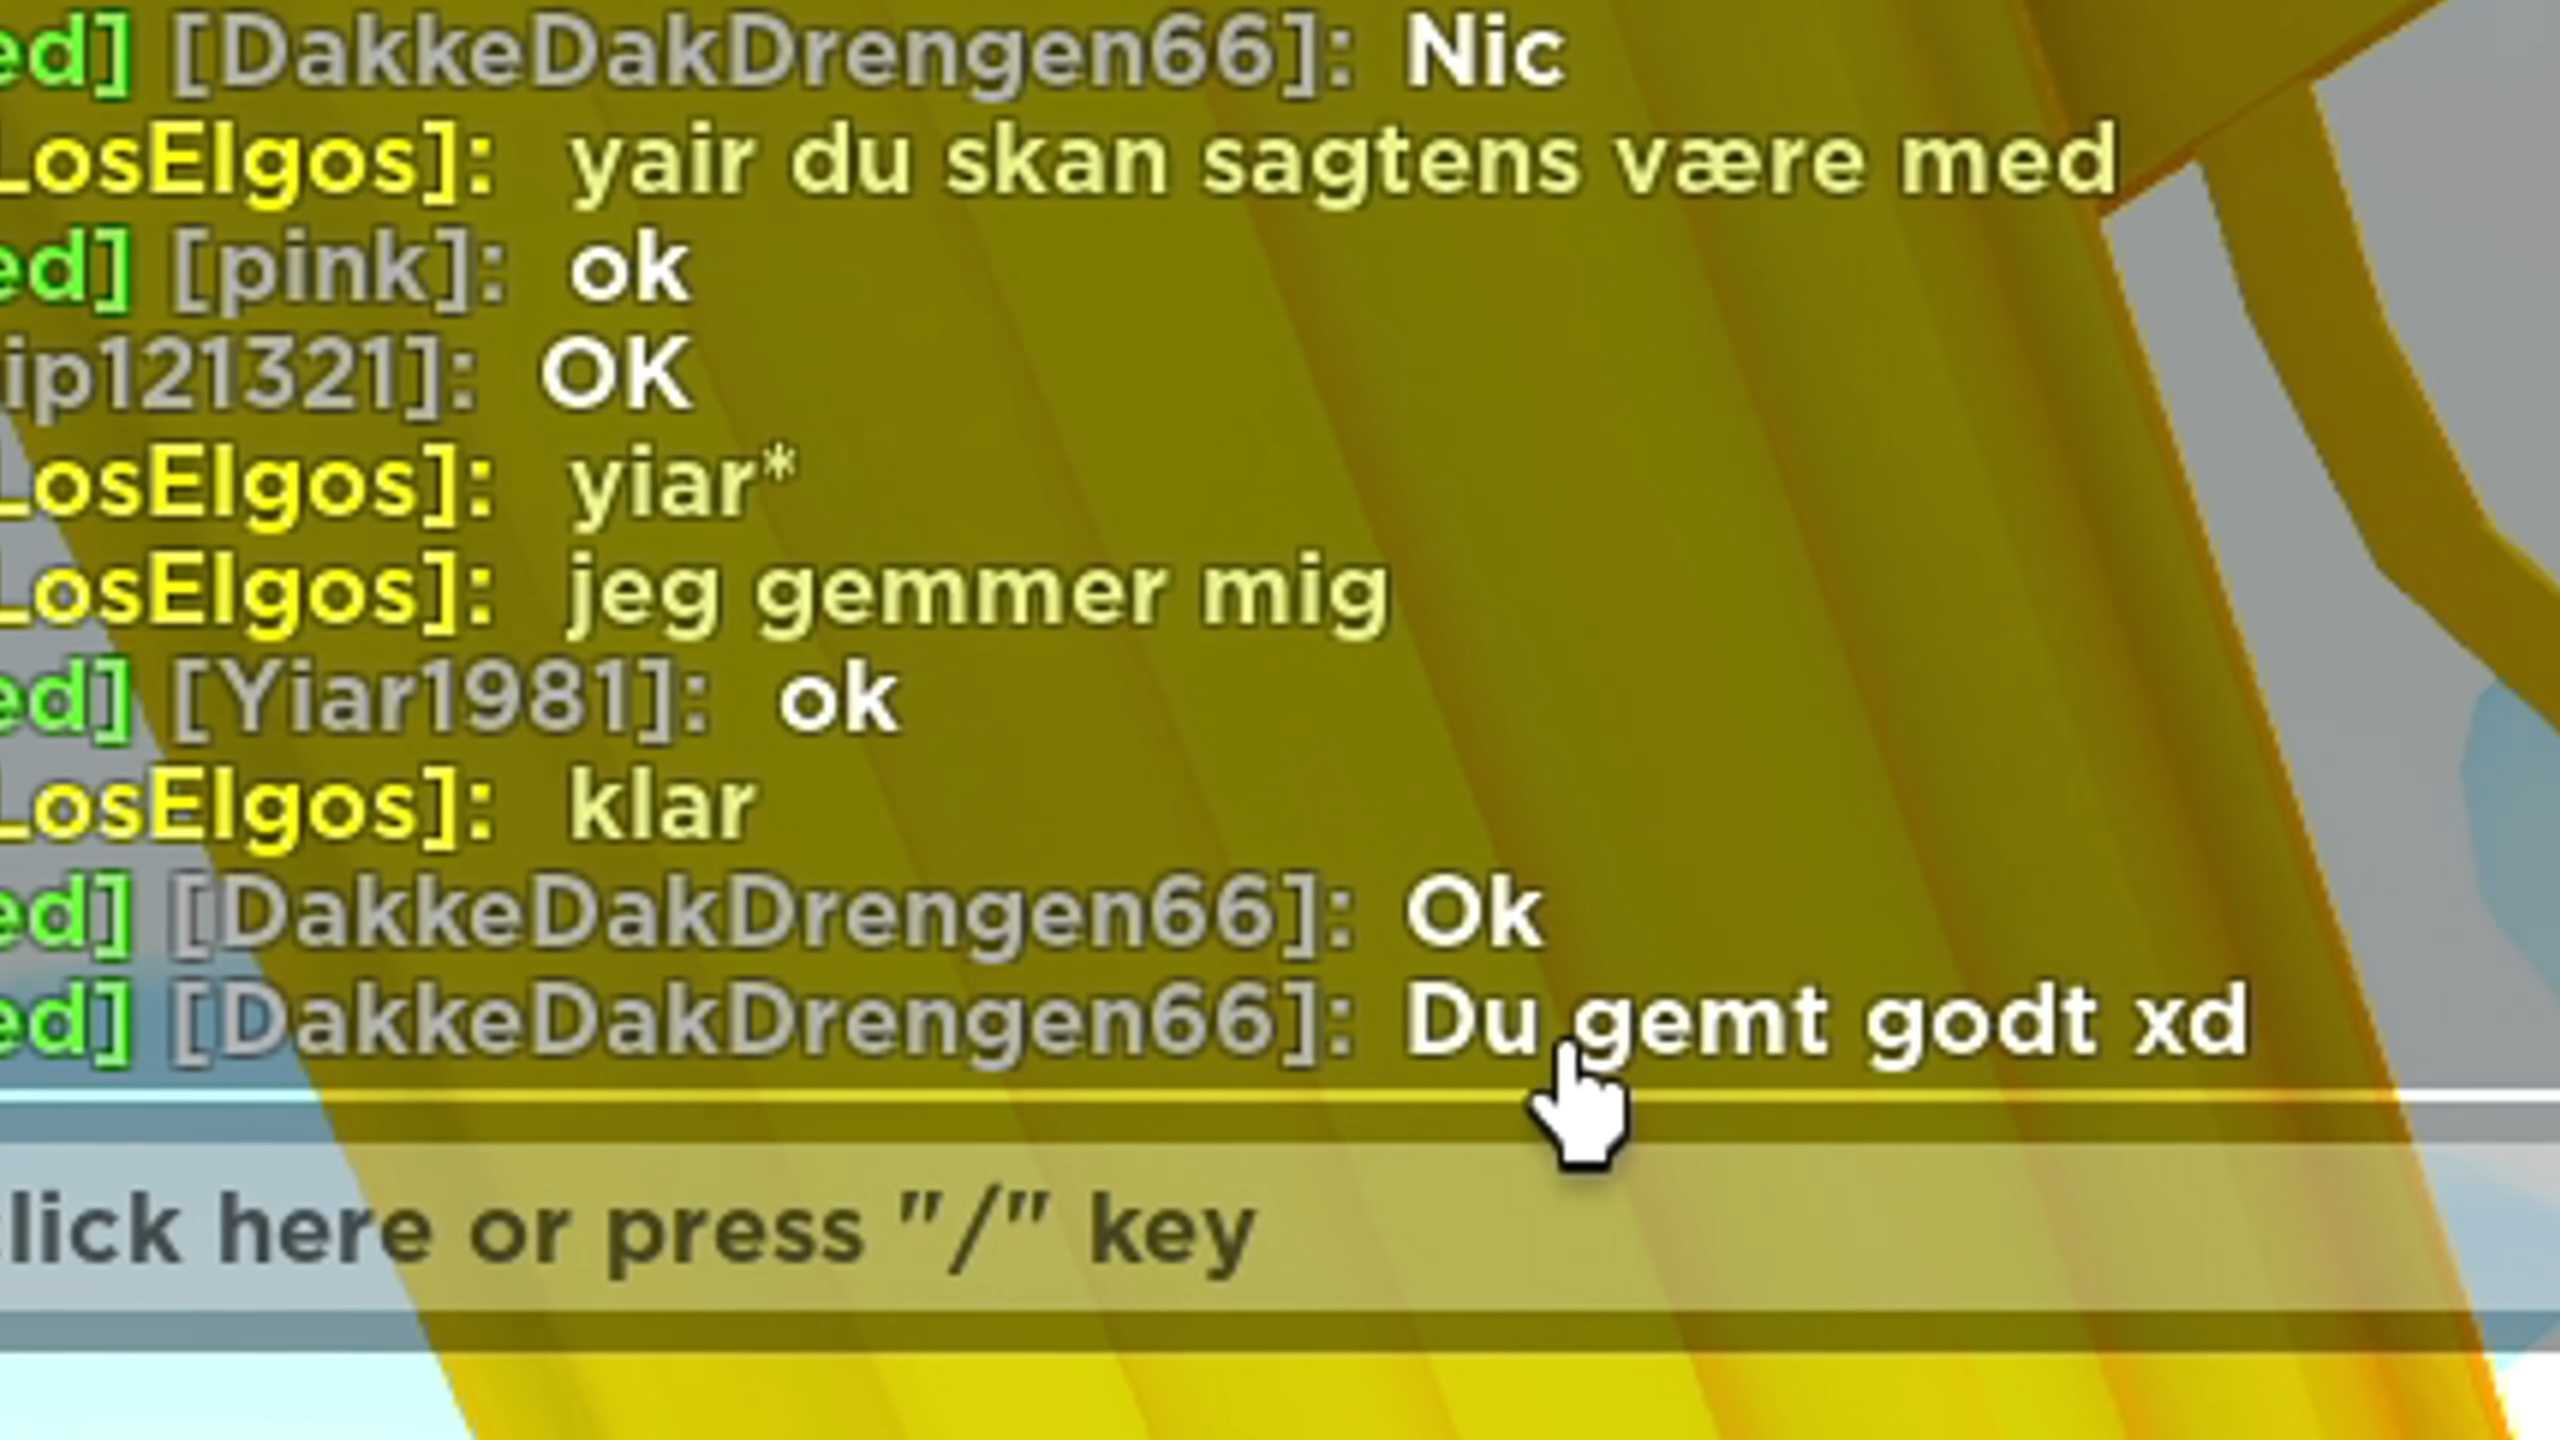 ed] [DakkeDakDrengen66]: Nic
LosElgos]: yair du skan sagtens være med
ed] [pink]: ok
ip121321]: OK
LosElgos]: yiar*
LosElgos]: jeg gemmer mig
ed] [Yiar1981]: ok
LosElgos]: klar
ed] [DakkeDakDrengen66]: Ok
ed] [DakkeDakDrengen66]: Du gemt godt xd
click here or press "/" key